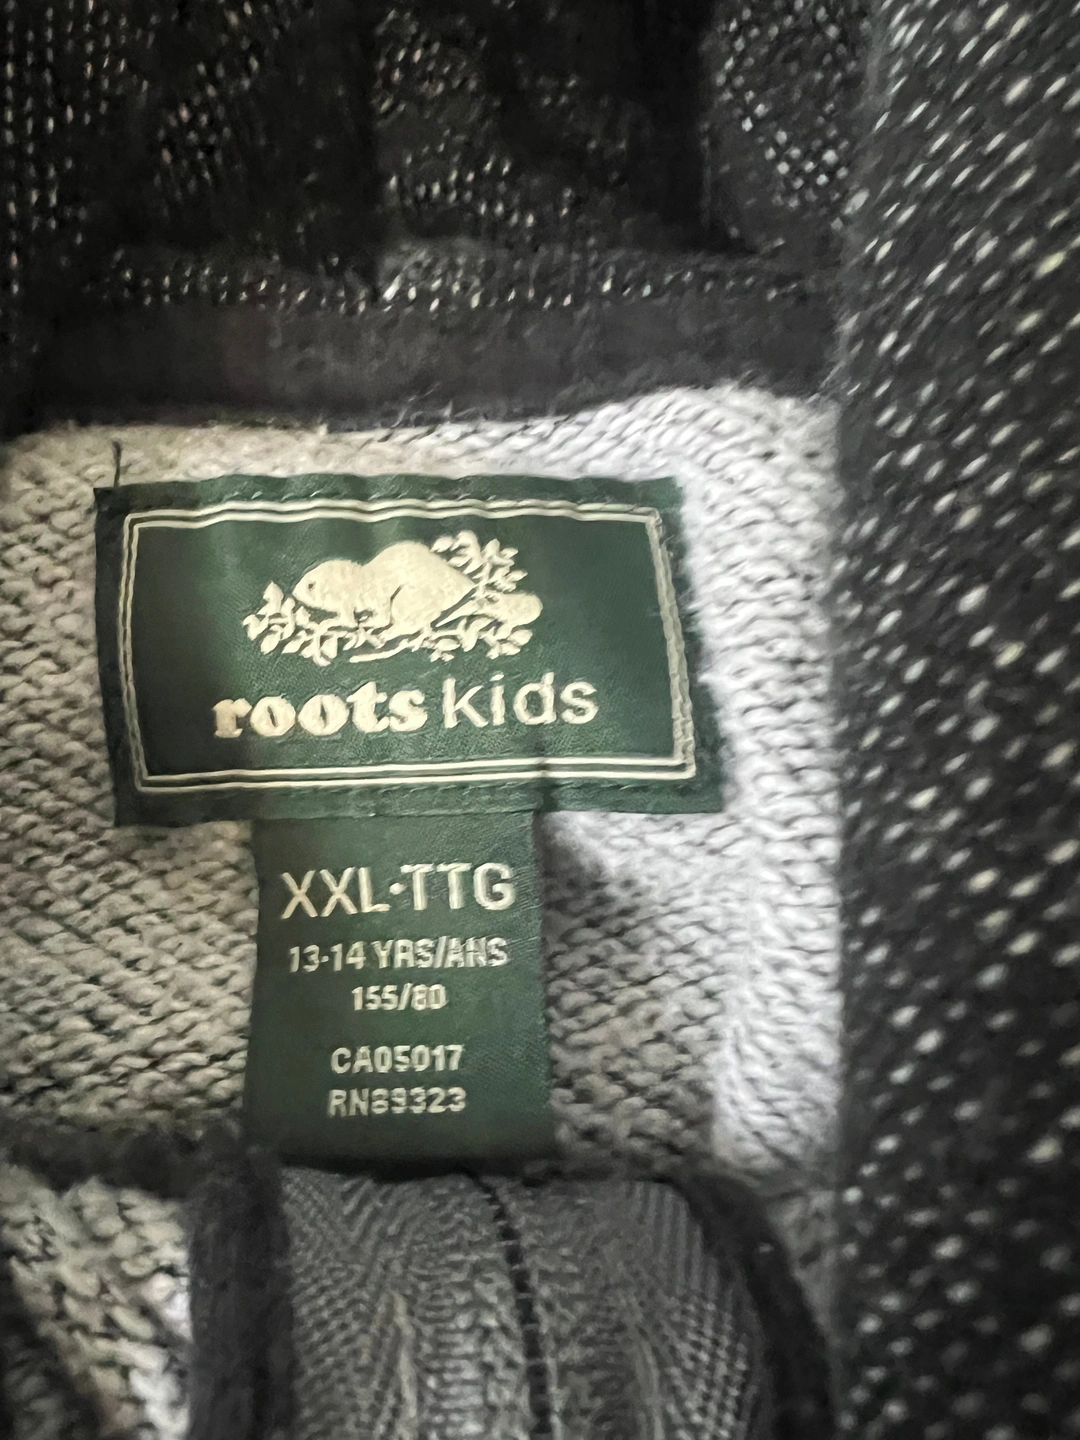 roots kids
XXL·TTG
13-14 YRS/ANS
155/80
CA05017
RN89323